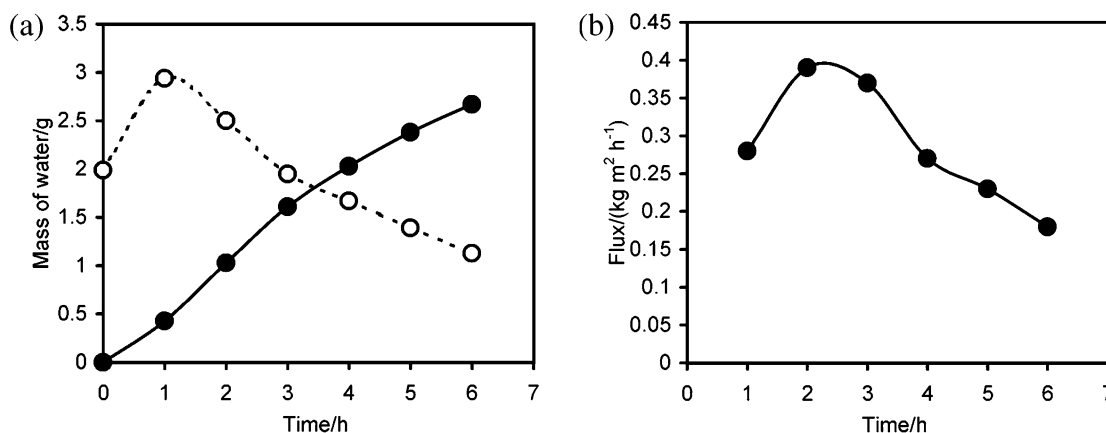 (a)
3.5
3
2.5
2
1.5
1
0.5
0
Mass of water/g
0 1 2 3 4 5 6 7
Time/h
(b)
0.45
0.4
0.35
0.3
0.25
0.2
0.15
0.1
0.05
0
Flux/(kg m² h⁻¹)
0 1 2 3 4 5 6 7
Time/h